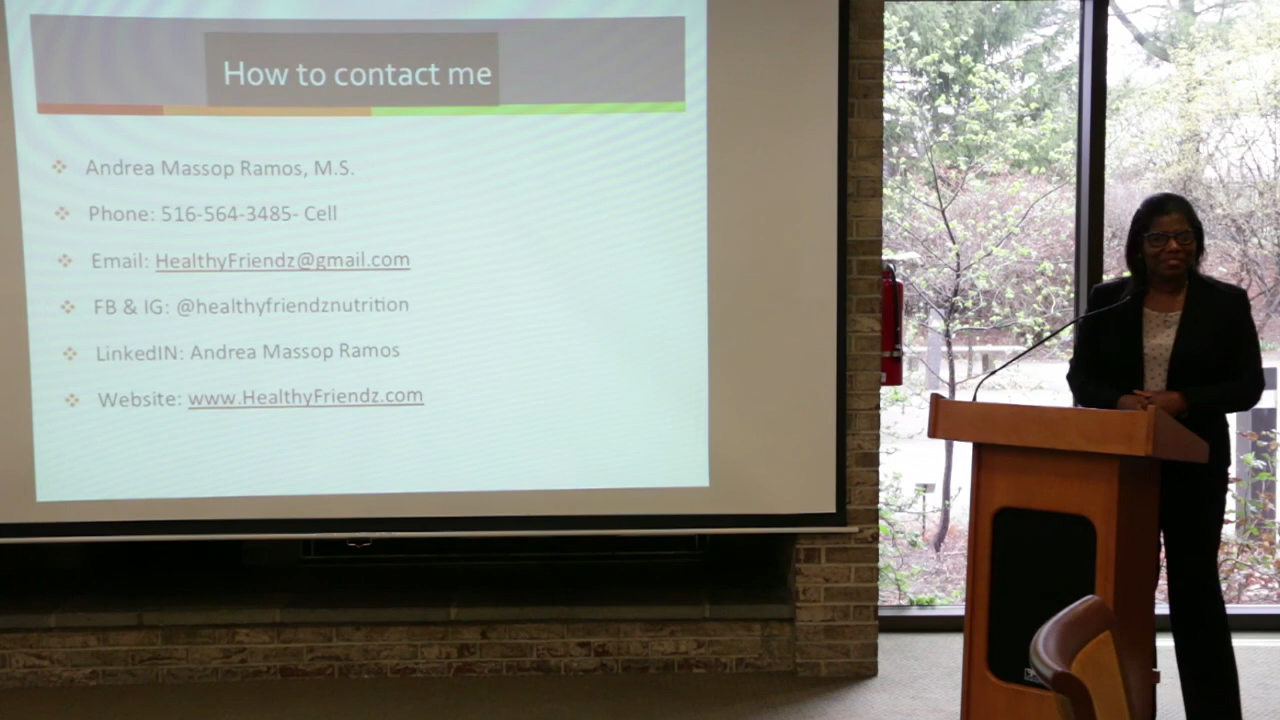 How to contact me
Andrea Massop Ramos, M.S.
Phone: 516-564-3485- Cell
Email: HealthyFriendz@gmail.com
FB & IG: @healthyfriendznutrition
LinkedIN: Andrea Massop Ramos
Website: www.HealthyFriendz.com